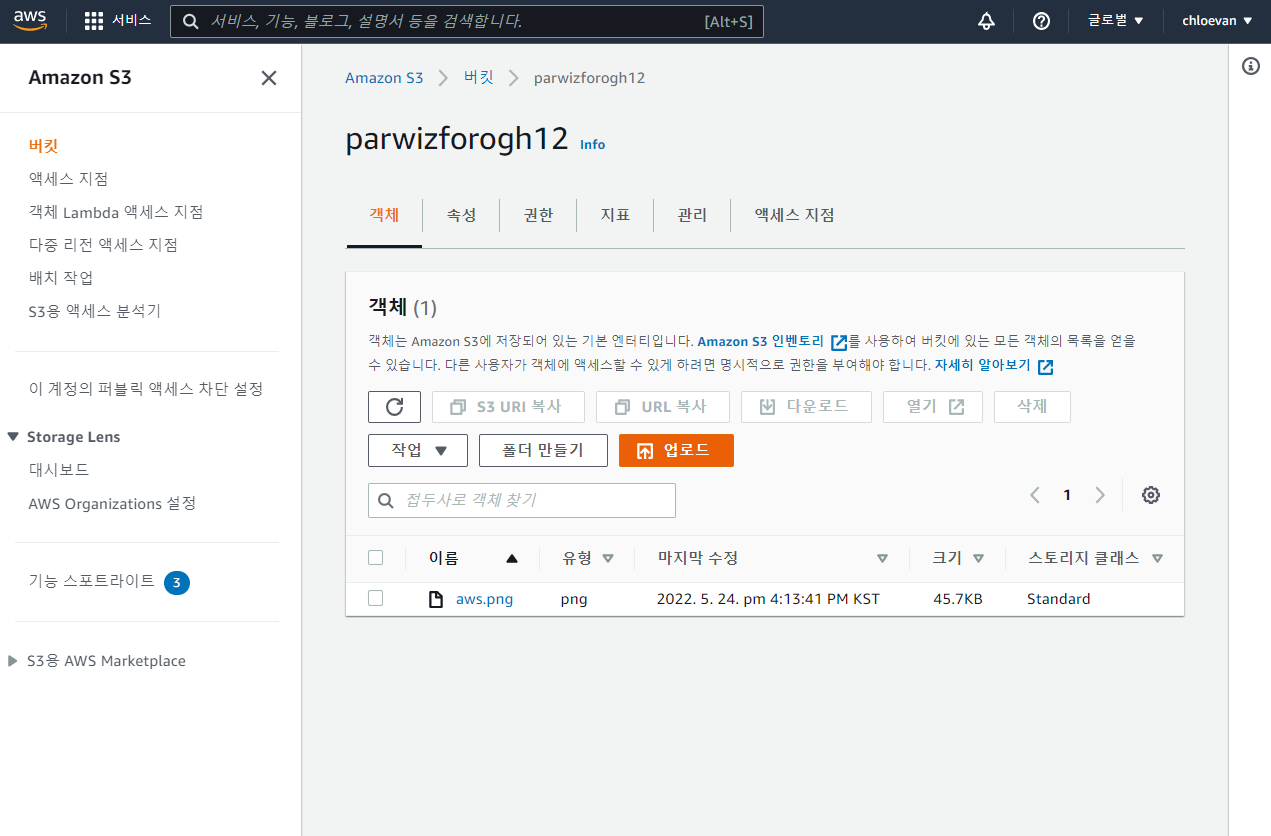 aws
서비스
서비스, 기능, 블로그, 설명서 등을 검색합니다.
[Alt+S]
글로벌
chloevan
Amazon S3
버킷
액세스 지점
객체 Lambda 액세스 지점
다중 리전 액세스 지점
배치 작업
S3용 액세스 분석기
이 계정의 퍼블릭 액세스 차단 설정
Storage Lens
대시보드
AWS Organizations 설정
기능 스포트라이트 3
S3용 AWS Marketplace
Amazon S3 버킷 parwizforogh12
parwizforogh12 Info
객체 속성 권한 지표 관리 액세스 지점
객체 (1)
객체는 Amazon S3에 저장되어 있는 기본 엔터티입니다. Amazon S3 인벤토리 를 사용하여 버킷에 있는 모든 객체의 목록을 얻을
수 있습니다. 다른 사용자가 객체에 액세스할 수 있게 하려면 명시적으로 권한을 부여해야 합니다. 자세히 알아보기
S3 URI 복사 URL 복사 다운로드 열기 삭제
작업 폴더 만들기 업로드
접두사로 객체 찾기
1
이름 유형 마지막 수정 크기 스토리지 클래스
aws.png png 2022. 5. 24. pm 4:13:41 PM KST 45.7KB Standard